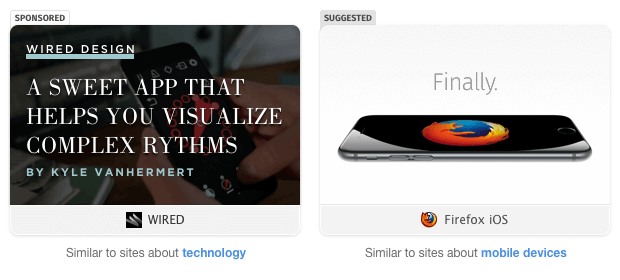 SPONSORED
WIRED DESIGN
A SWEET APP THAT
HELPS YOU VISUALIZE
COMPLEX RYTHMS
BY KYLE VANHERMERT
WIRED
Similar to sites about technology
SUGGESTED
Finally.
Firefox iOS
Similar to sites about mobile devices